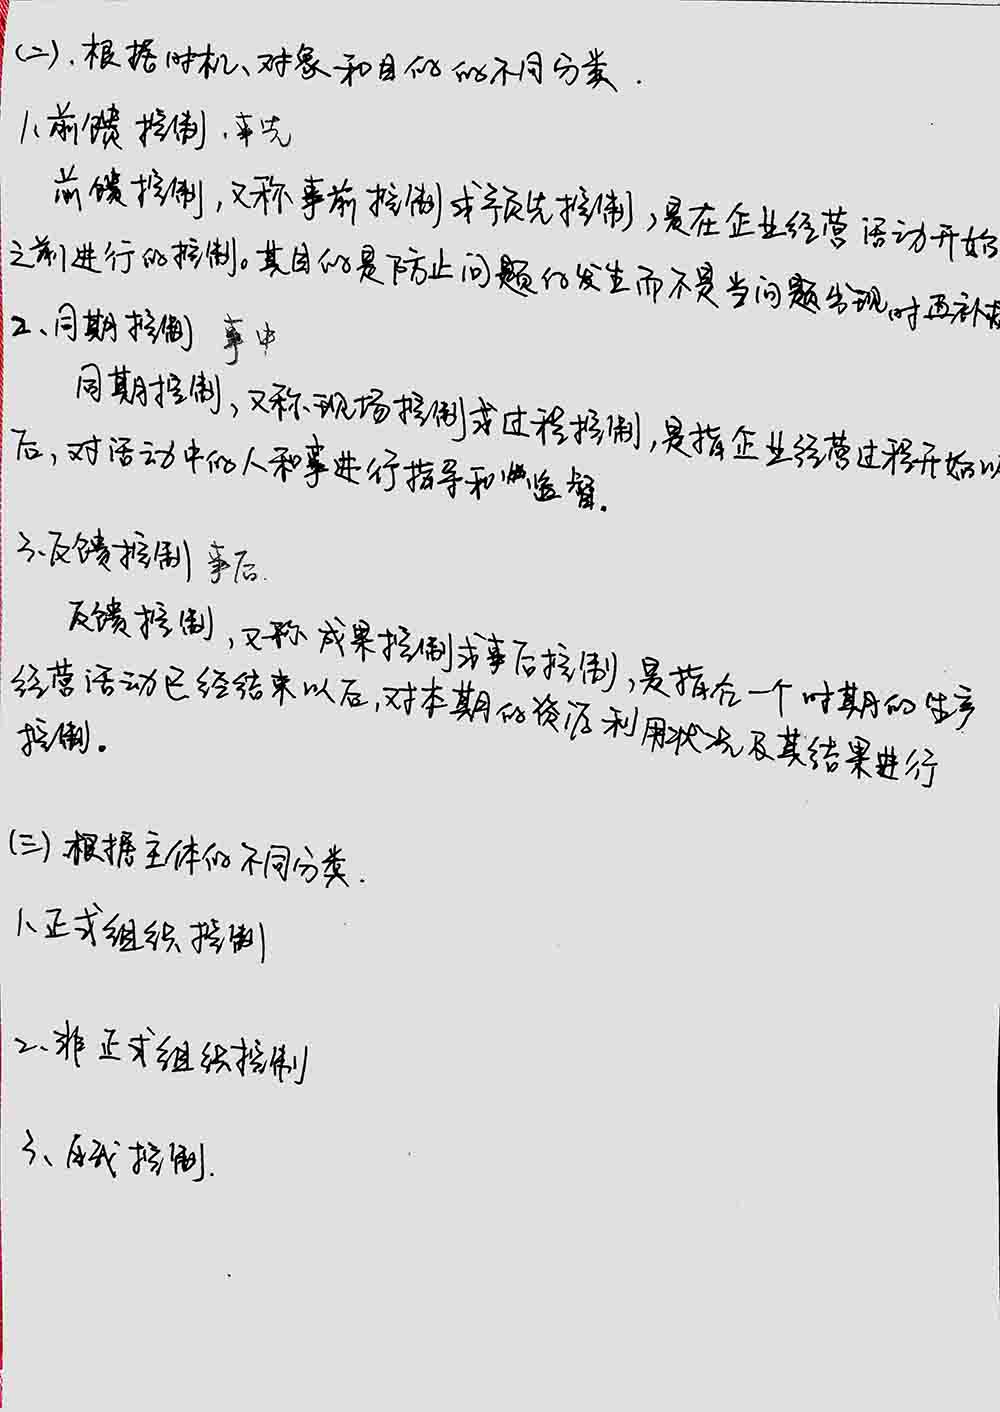 (二)、根据时机、对象和目的的不同分类.
1、前馈控制.事先
前馈控制,又称事前控制或预先控制,是在企业经营活动开始
之前进行的控制。其目的是防止问题的发生而不是当问题出现时再补救
2、同期控制 事中
同期控制,又称现场控制或过程控制,是指企业经营过程开始以
后,对活动中的人和事进行指导和监督.
3、反馈控制 事后.
反馈控制,又称成果控制或事后控制,是指在一个时期的生产
经营活动已经结束以后,对本期的资源利用状况及其结果进行
控制。
(三).根据主体的不同分类.
1、正式组织控制
2、非正式组织控制
3、自我控制.